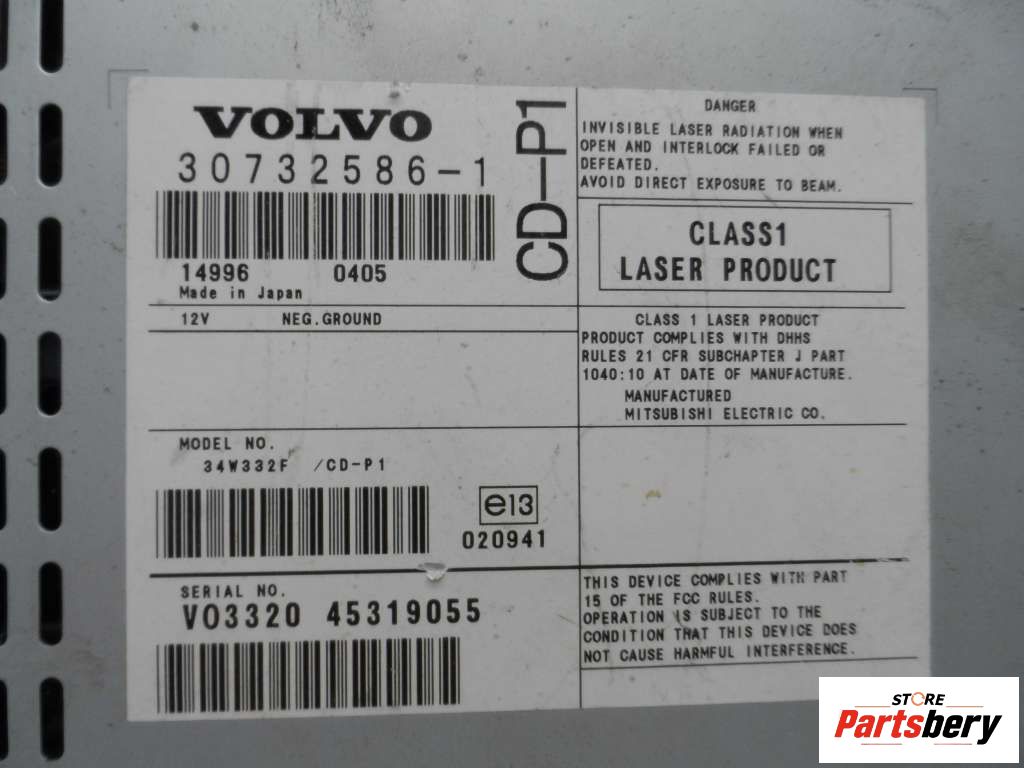 VOLVO
30732586-1
14996 0405
Made in Japan
CD-P1
12V NEG.GROUND
MODEL NO.
34W332F /CD-P1
e13
020941
SERIAL NO.
VO3320 45319055
DANGER
INVISIBLE LASER RADIATION WHEN
OPEN AND INTERLOCK FAILED OR
DEFEATED.
AVOID DIRECT EXPOSURE TO BEAM.
CLASS1
LASER PRODUCT
CLASS 1 LASER PRODUCT
PRODUCT COMPLIES WITH DHHS
RULES 21 CFR SUBCHAPTER J PART
1040:10 AT DATE OF MANUFACTURE.
MANUFACTURED
MITSUBISHI ELECTRIC CO.
THIS DEVICE COMPLIES WITH PART
15 OF THE FCC RULES.
OPERATION IS SUBJECT TO THE
CONDITION THAT THIS DEVICE DOES
NOT CAUSE HARMFUL INTERFERENCE.
STORE
Partsbery